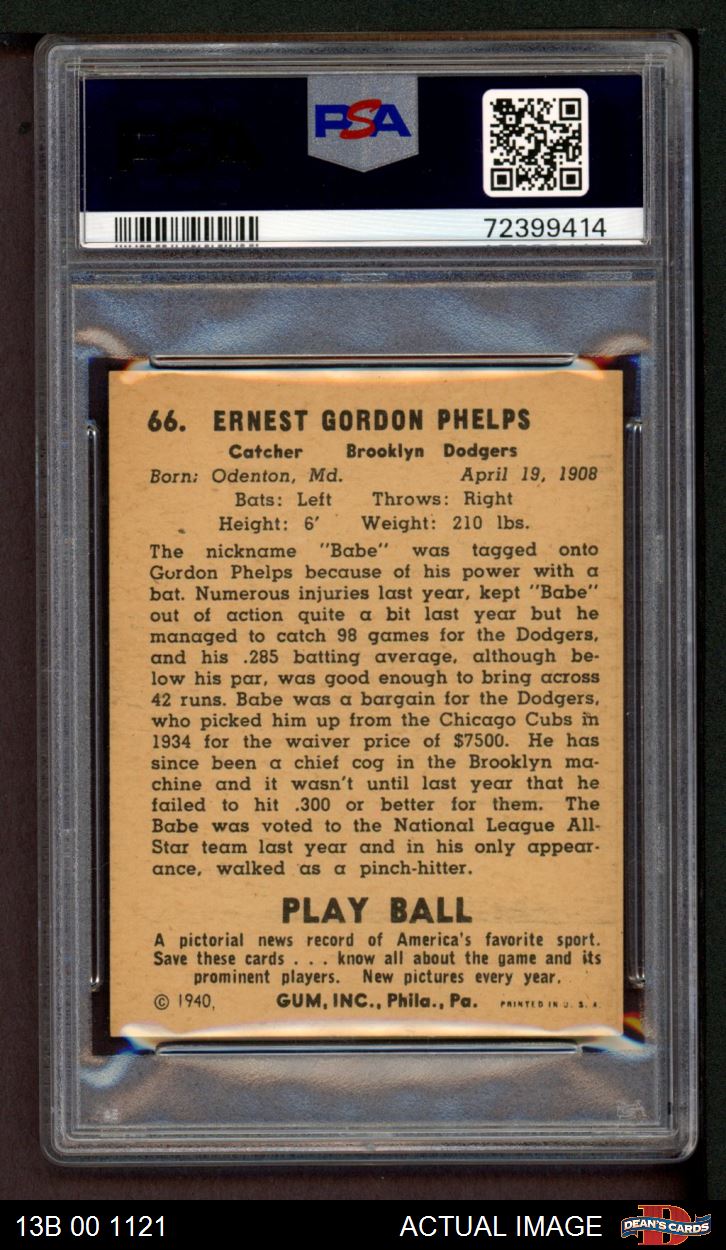 PSA
72399414
66. ERNEST GORDON PHELPS
Catcher Brooklyn Dodgers
Born: Odenton, Md. April 19, 1908
Bats: Left Throws: Right
Height: 6' Weight: 210 lbs.
The nickname "Babe" was tagged onto
Gordon Phelps because of his power with a
bat. Numerous injuries last year, kept "Babe"
out of action quite a bit last year but he
managed to catch 98 games for the Dodgers,
and his .285 batting average, although be-
low his par, was good enough to bring across
42 runs. Babe was a bargain for the Dodgers,
who picked him up from the Chicago Cubs in
1934 for the waiver price of $7500. He has
since been a chief cog in the Brooklyn ma-
chine and it wasn't until last year that he
failed to hit .300 or better for them. The
Babe was voted to the National League All-
Star team last year and in his only appear-
ance, walked as a pinch-hitter.
PLAY BALL
A pictorial news record of America's favorite sport.
Save these cards . . . know all about the game and its
prominent players. New pictures every year.
© 1940, GUM, INC., Phila., Pa. PRINTED IN U. S. A.
13B 00 1121 ACTUAL IMAGE DEAN'S CARDS